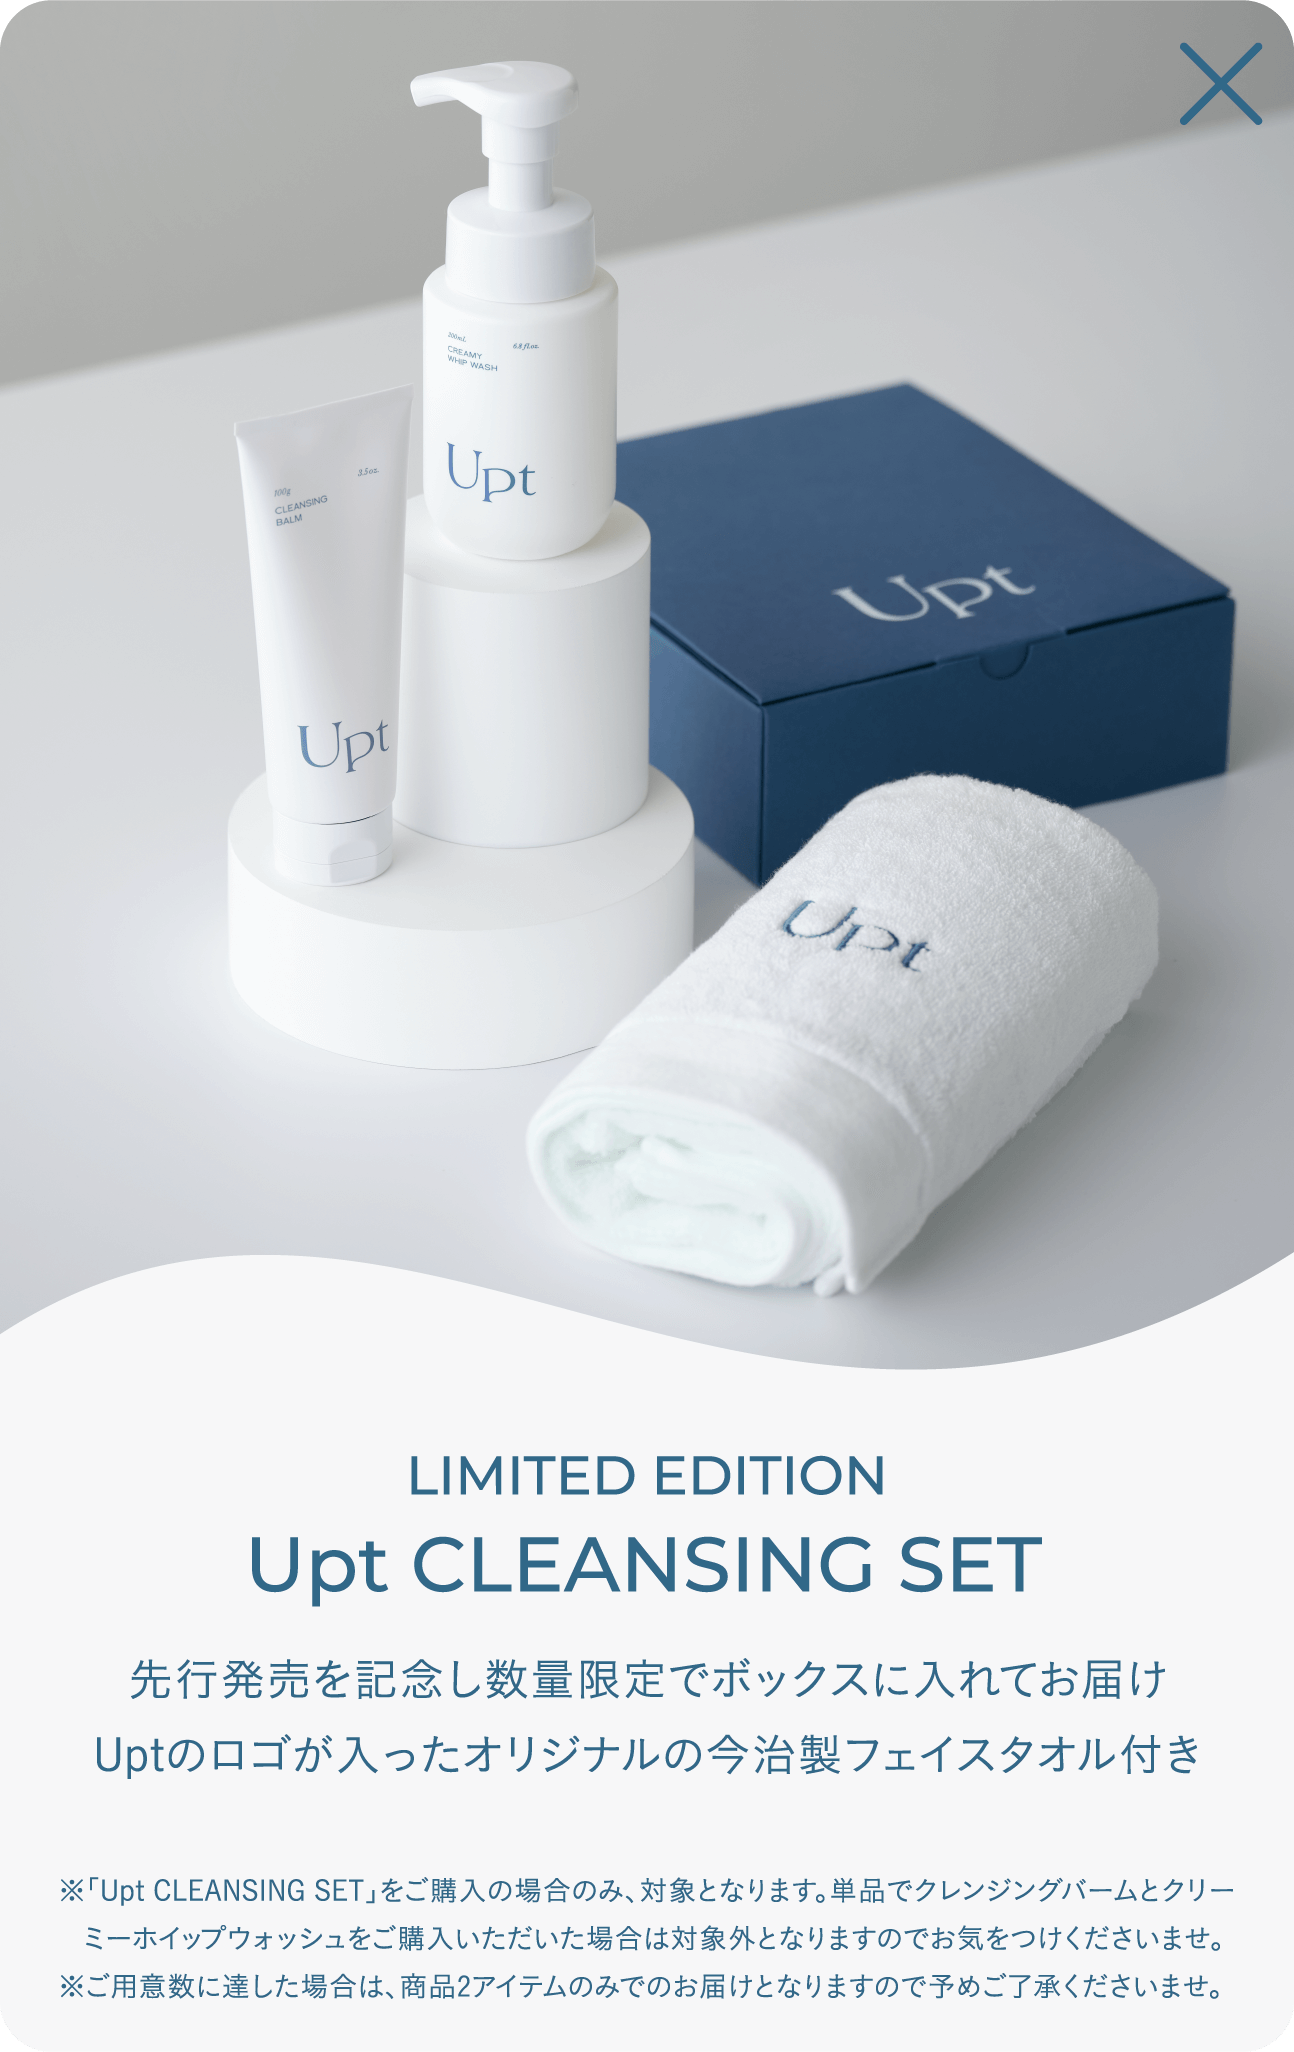 200mL
6.8 fl.oz.
CREAMY
WHIP WASH
Upt
100g
3.5oz.
CLEANSING
BALM
Upt
Upt
Upt
LIMITED EDITION
Upt CLEANSING SET
先行発売を記念し数量限定でボックスに入れてお届け
Uptのロゴが入ったオリジナルの今治製フェイスタオル付き
※「Upt CLEANSING SET」をご購入の場合のみ、対象となります。単品でクレンジングバームとクリー
ミーホイップウォッシュをご購入いただいた場合は対象外となりますのでお気をつけくださいませ。
※ご用意数に達した場合は、商品2アイテムのみでのお届けとなりますので予めご了承くださいませ。